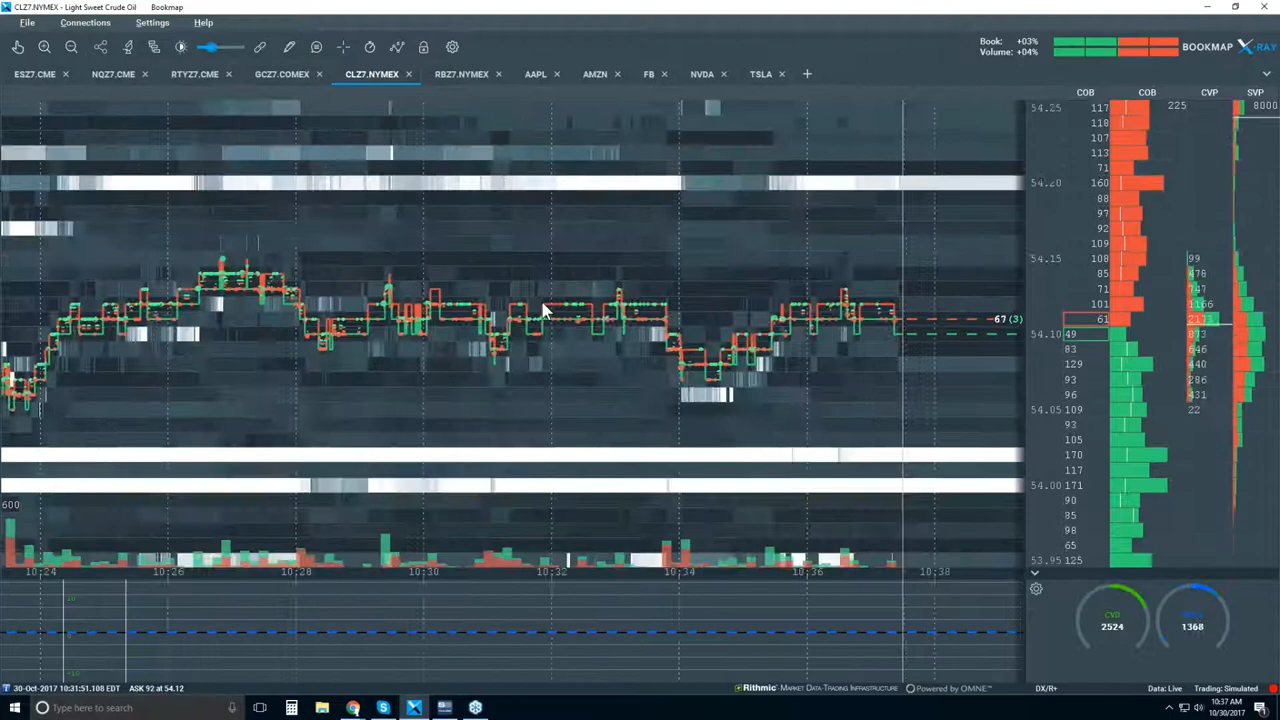 CLZ7.NYMEX - Light Sweet Crude Oil Bookmap
File Connections Settings Help
Book: +03%
Volume: +04%
BOOKMAP X-RAY
ESZ7.CME NQZ7.CME RTYZ7.CME GCZ7.COMEX CLZ7.NYMEX RBZ7.NYMEX AAPL AMZN FB NVDA TSLA
COB COB CVP SVP
54.25 117 225 8000
118
107
113
71
54.20 160
88
97
92
109
54.15 108 99
85 478
71 747
101 1166
67 (3) 61
54.10 49 873
83 646
129 440
93 286
96 431
54.05 109 22
93
105
170
117
54.00 171
600 90
85
98
65
53.95 125
10:24 10:26 10:28 10:30 10:32 10:34 10:36 10:38
10
0
-10
CVD
2524
1368
30-Oct-2017 10:31:51.108 EDT ASK 92 at 54.12
Rithmic™ MARKET DATA-TRADING INFRASTRUCTURE Powered by OMNE™ DX/R+ Data: Live Trading: Simulated
Type here to search
10:37 AM
10/30/2017
1